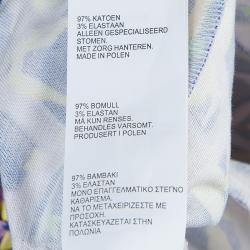 97% KATOEN
3% ELASTAAN
ALLEEN GESPECIALISEERD
STOMEN.
MET ZORG HANTEREN.
MADE IN POLEN
97% BOMULL
3% ELASTAN
MÅ KUN RENSES.
BEHANDLES VARSOMT.
PRODUSERT I POLEN
97% ΒΑΜΒΑΚΙ
3% ΕΛΑΣΤΑΝ
ΜΟΝΟ ΕΠΑΓΓΕΛΜΑΤΙΚΟ ΣΤΕΓΝΟ
ΚΑΘΑΡΙΣΜΑ.
ΝΑ ΤΟ ΜΕΤΑΧΕΙΡΙΖΕΣΤΕ ΜΕ
ΠΡΟΣΟΧΗ.
ΚΑΤΑΣΚΕΥΑΖΕΤΑΙ ΣΤΗΝ
ΠΟΛΩΝΙΑ